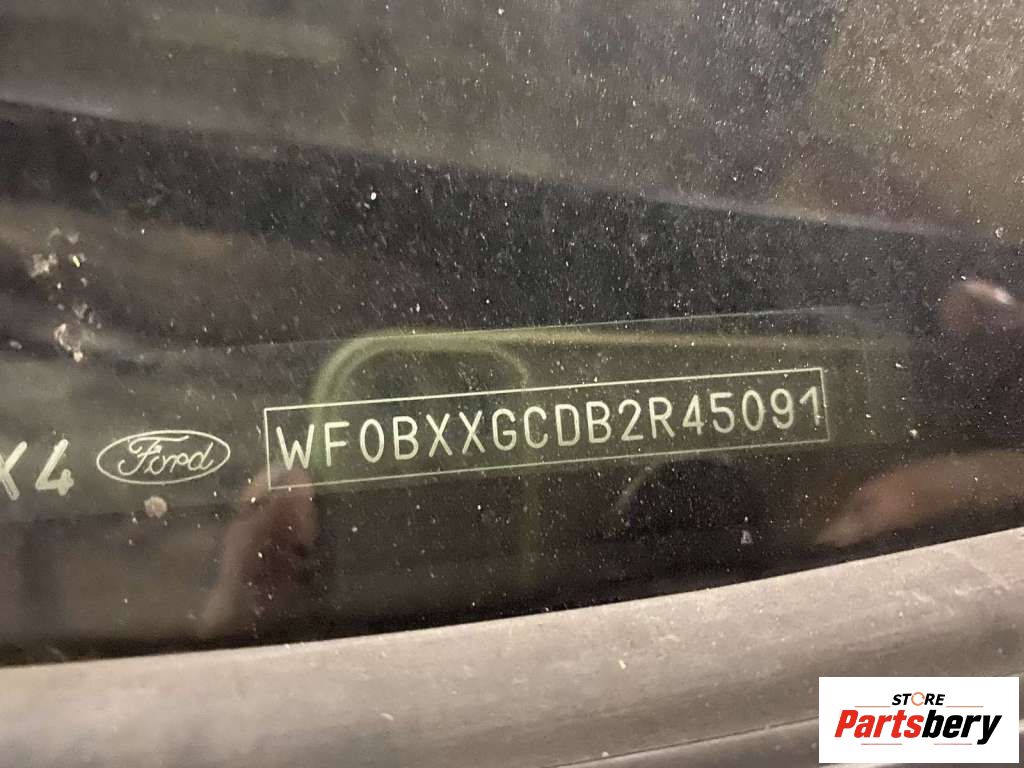 X4 Ford WF0BXXGCDB2R45091
STORE
Partsbery